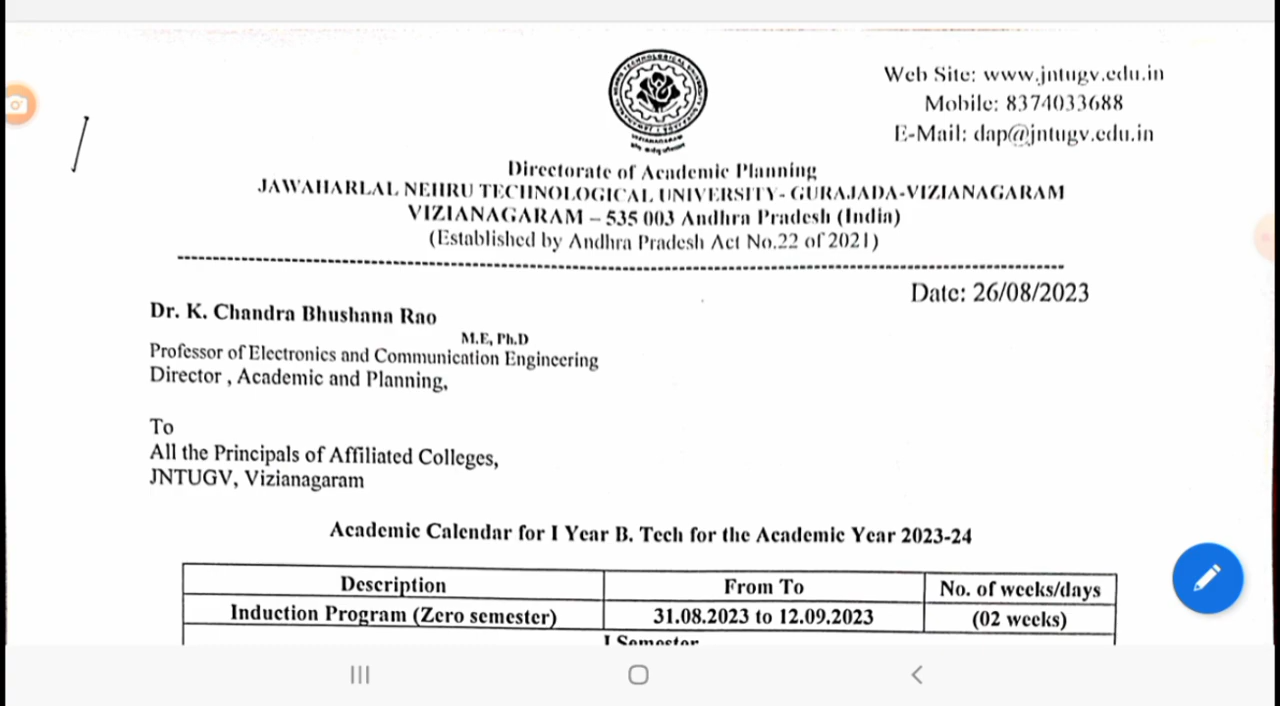 Web Site: www.jntugv.edu.in
Mobile: 8374033688
E-Mail: dap@jntugv.edu.in
Directorate of Academic Planning
JAWAHARLAL NEHRU TECHNOLOGICAL UNIVERSITY- GURAJADA-VIZIANAGARAM
VIZIANAGARAM – 535 003 Andhra Pradesh (India)
(Established by Andhra Pradesh Act No.22 of 2021)
Date: 26/08/2023
Dr. K. Chandra Bhushana Rao
M.E, Ph.D
Professor of Electronics and Communication Engineering
Director , Academic and Planning,
To
All the Principals of Affiliated Colleges,
JNTUGV, Vizianagaram
Academic Calendar for I Year B. Tech for the Academic Year 2023-24
Description From To No. of weeks/days
Induction Program (Zero semester) 31.08.2023 to 12.09.2023 (02 weeks)
I Semester